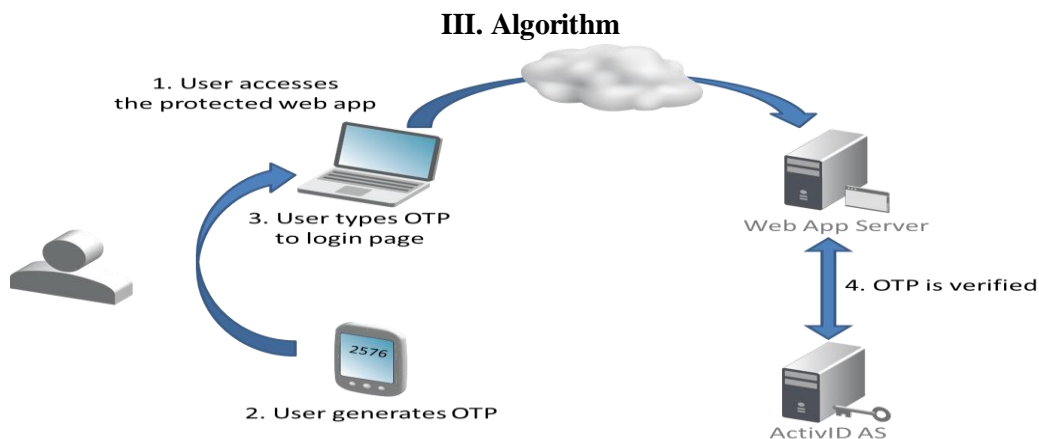 III. Algorithm
1. User accesses
the protected web app
3. User types OTP
to login page
Web App Server
4. OTP is verified
2576
2. User generates OTP
ActivID AS